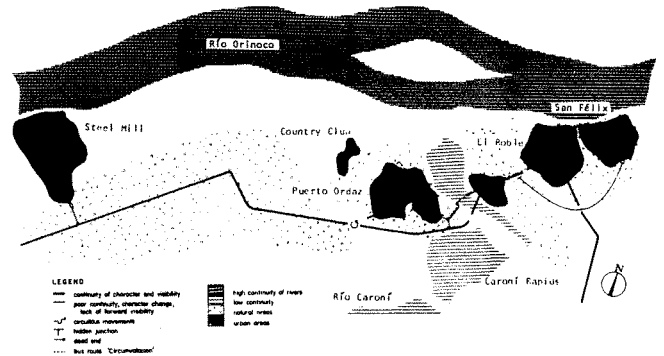 Río Orinoco
San Félix
Steel Mill
Country Club
El Roble
Puerto Ordaz
Caroní Rapids
Río Caroní
N
LEGEND
continuity of character and visibility
poor continuity, character change,
lack of forward visibility
circuitous movements
hidden junction
dead end
bus route "Circunvalacion"
high continuity of rivers
low continuity
natural areas
urban areas